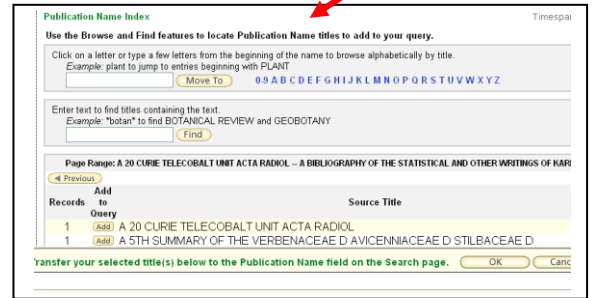 Publication Name Index Timespan
Use the Browse and Find features to locate Publication Name titles to add to your query.
Click on a letter or type a few letters from the beginning of the name to browse alphabetically by title.
Example: plant to jump to entries beginning with PLANT
Move To 0-9 A B C D E F G H I J K L M N O P Q R S T U V W X Y Z
Enter text to find titles containing the text.
Example: *botan* to find BOTANICAL REVIEW and GEOBOTANY
Find
Page Range: A 20 CURIE TELECOBALT UNIT ACTA RADIOL -- A BIBLIOGRAPHY OF THE STATISTICAL AND OTHER WRITINGS OF
Previous
Records Add to Query Source Title
1 Add A 20 CURIE TELECOBALT UNIT ACTA RADIOL
1 Add A 5TH SUMMARY OF THE VERBENACEAE D AVICENNIACEAE D STILBACEAE D
Transfer your selected title(s) below to the Publication Name field on the Search page. OK Canc